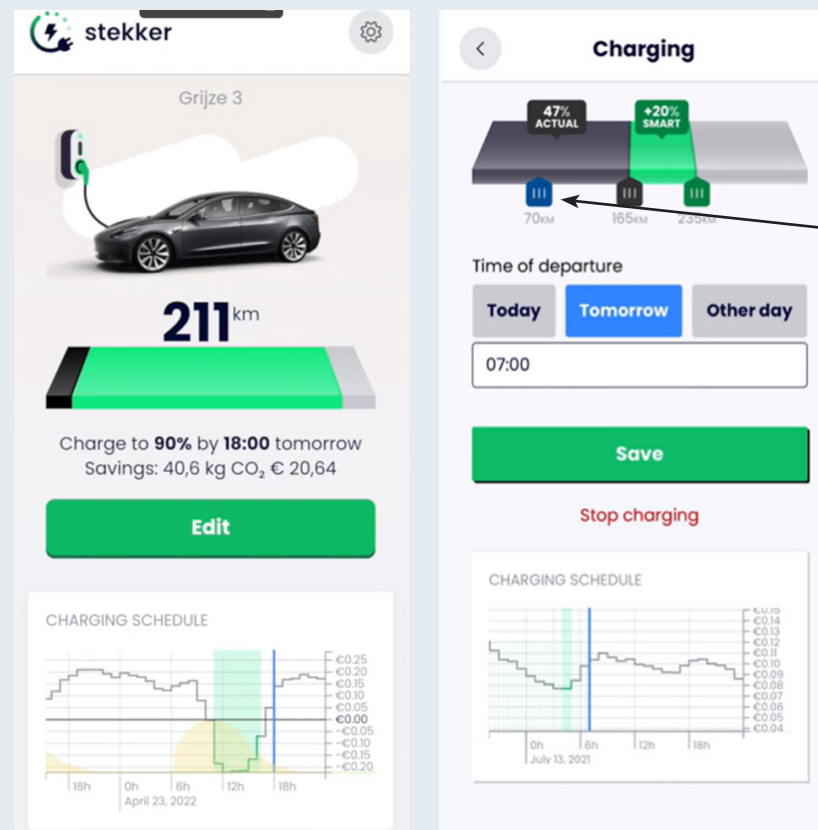 stekker
Grijze 3
211 km
Charge to 90% by 18:00 tomorrow
Savings: 40,6 kg CO₂ € 20,64
Edit
CHARGING SCHEDULE
€0.25
€0.20
€0.15
€0.10
€0.05
€0.00
-€0.05
-€0.10
-€0.15
-€0.20
18h 0h 6h 12h 18h
April 23, 2022
Charging
47% +20%
ACTUAL SMART
70KM 165KM 235KM
Time of departure
Today Tomorrow Other day
07:00
Save
Stop charging
CHARGING SCHEDULE
€0.15
€0.14
€0.13
€0.12
€0.11
€0.10
€0.09
€0.08
€0.07
€0.06
€0.05
€0.04
0h 6h 12h 18h
July 13, 2021